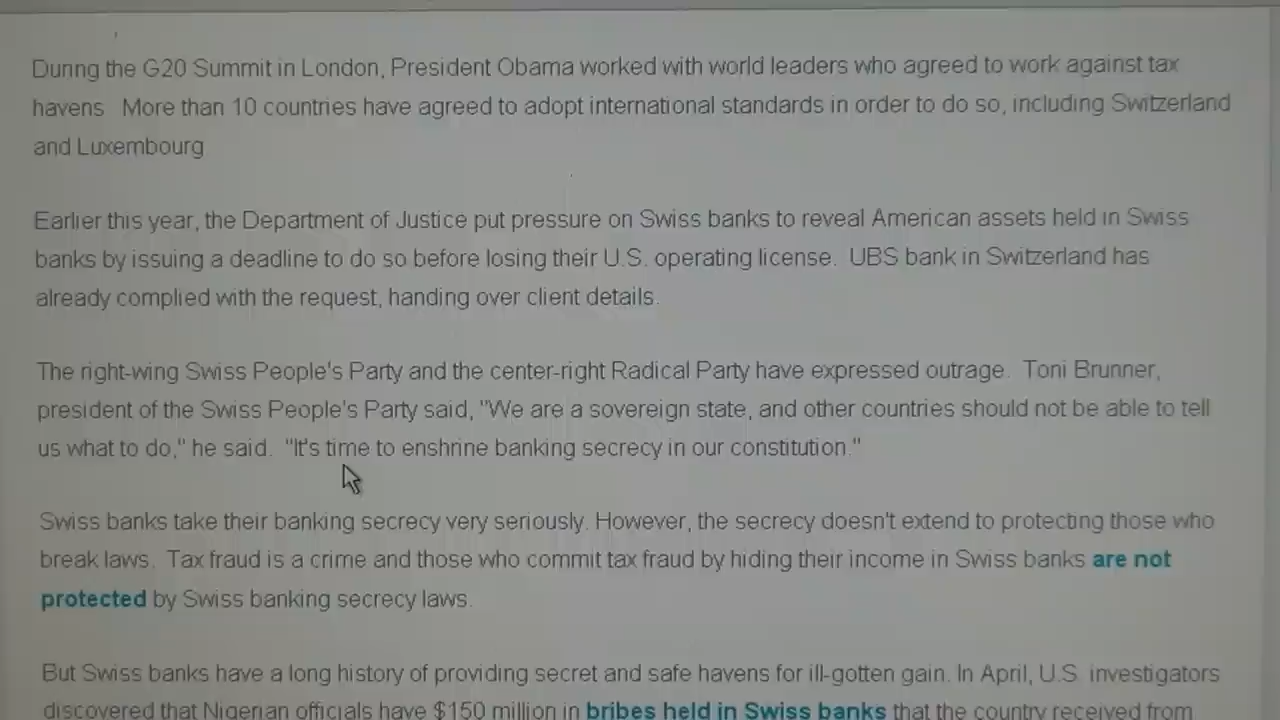 During the G20 Summit in London, President Obama worked with world leaders who agreed to work against tax
havens More than 10 countries have agreed to adopt international standards in order to do so, including Switzerland
and Luxembourg
Earlier this year, the Department of Justice put pressure on Swiss banks to reveal American assets held in Swiss
banks by issuing a deadline to do so before losing their U.S. operating license. UBS bank in Switzerland has
already complied with the request, handing over client details.
The right-wing Swiss People's Party and the center-right Radical Party have expressed outrage. Toni Brunner,
president of the Swiss People's Party said, "We are a sovereign state, and other countries should not be able to tell
us what to do," he said. "It's time to enshrine banking secrecy in our constitution."
Swiss banks take their banking secrecy very seriously. However, the secrecy doesn't extend to protecting those who
break laws. Tax fraud is a crime and those who commit tax fraud by hiding their income in Swiss banks are not
protected by Swiss banking secrecy laws.
But Swiss banks have a long history of providing secret and safe havens for ill-gotten gain. In April, U.S. investigators
discovered that Nigerian officials have $150 million in bribes held in Swiss banks that the country received from